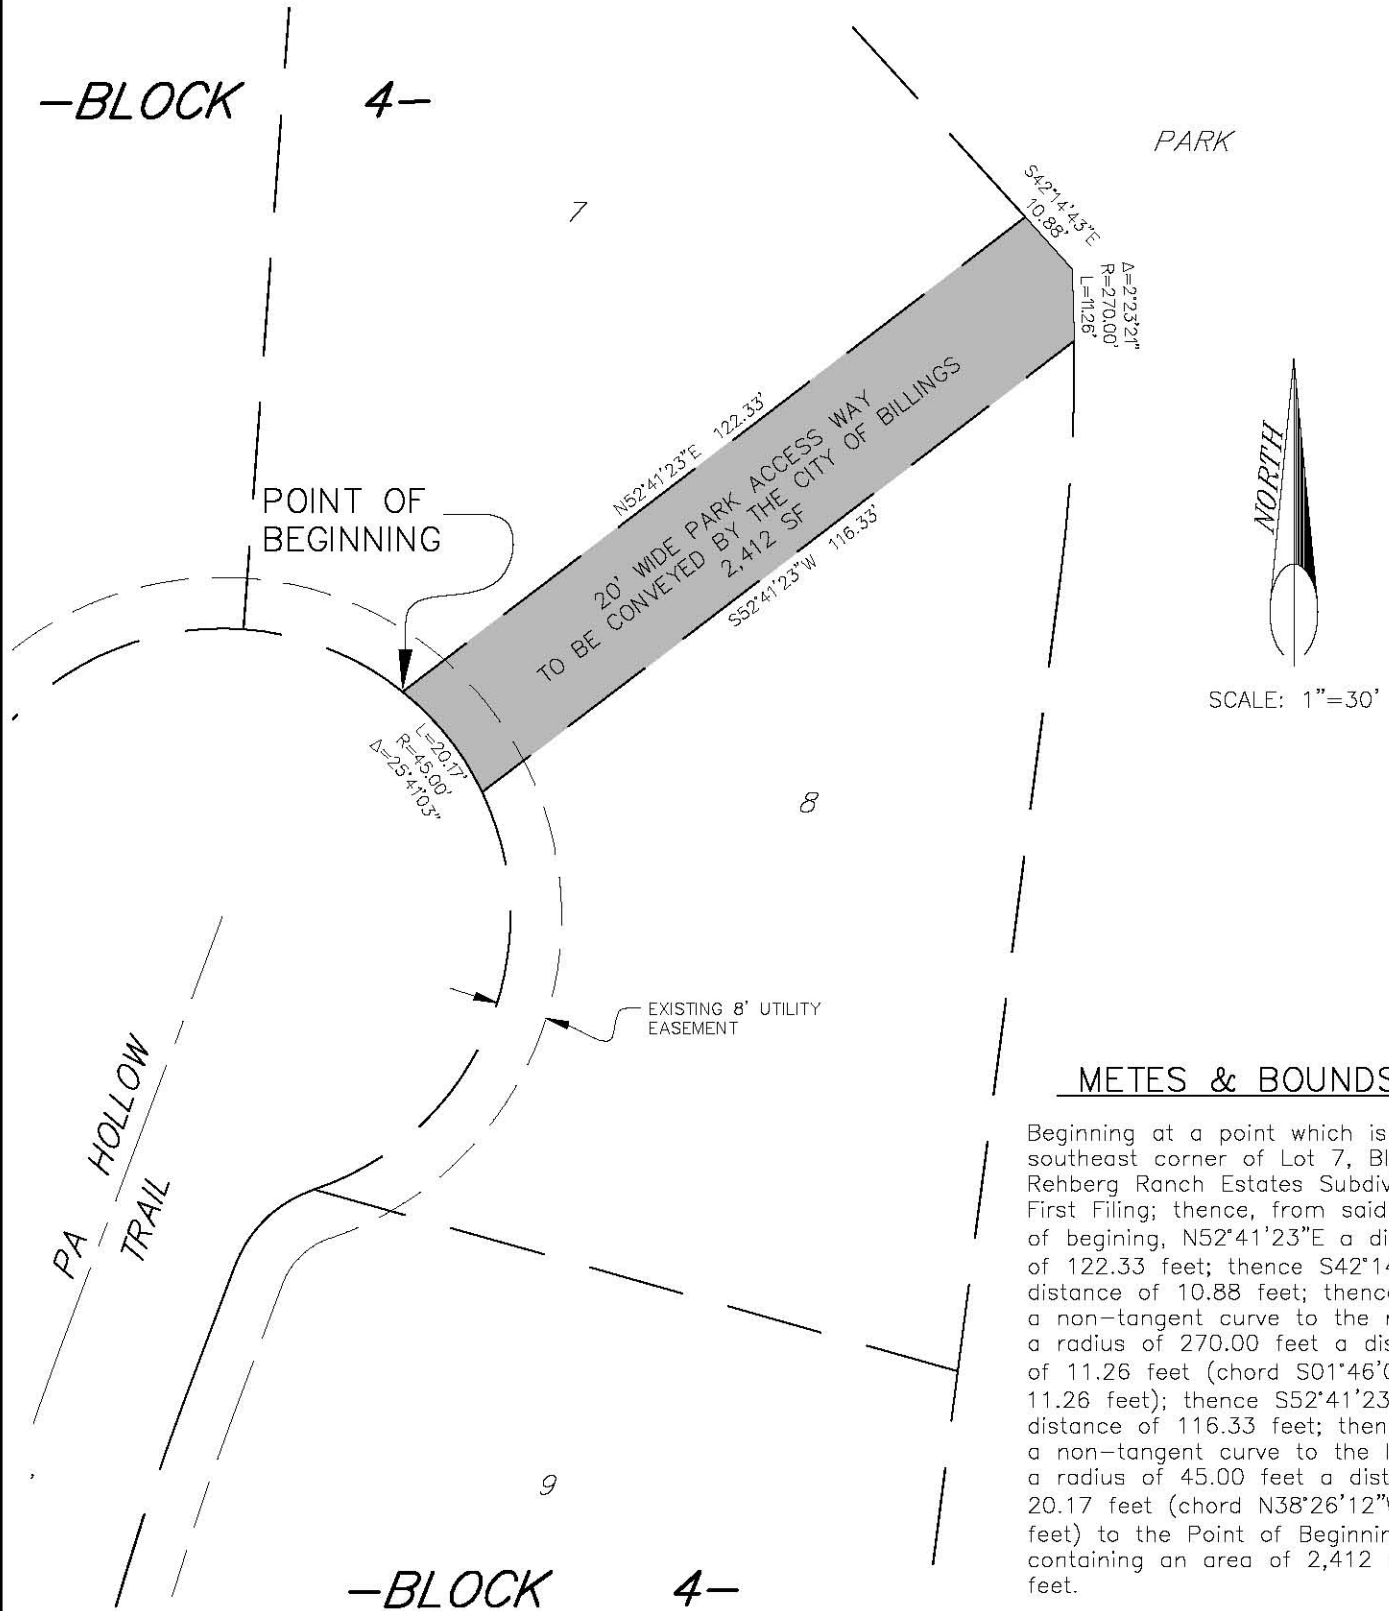 -BLOCK 4-
PARK
7
S42°14'43"E
10.88'
Δ=2°23'21"
R=270.00'
L=11.26'
N52°41'23"E 122.33'
20' WIDE PARK ACCESS WAY
TO BE CONVEYED BY THE CITY OF BILLINGS
2,412 SF
S52°41'23"W 116.33'
POINT OF
BEGINNING
NORTH
SCALE: 1"=30'
L=20.17'
R=45.00'
Δ=25°41'03"
8
EXISTING 8' UTILITY
EASEMENT
PA HOLLOW
TRAIL
9
-BLOCK 4-
METES & BOUNDS
Beginning at a point which is
southeast corner of Lot 7, Bl
Rehberg Ranch Estates Subdiv
First Filing; thence, from said
of begining, N52°41'23"E a di
of 122.33 feet; thence S42°14
distance of 10.88 feet; thence
a non-tangent curve to the r
a radius of 270.00 feet a dis
of 11.26 feet (chord S01°46'0
11.26 feet); thence S52°41'23
distance of 116.33 feet; then
a non-tangent curve to the l
a radius of 45.00 feet a dist
20.17 feet (chord N38°26'12"W
feet) to the Point of Beginnin
containing an area of 2,412
feet.